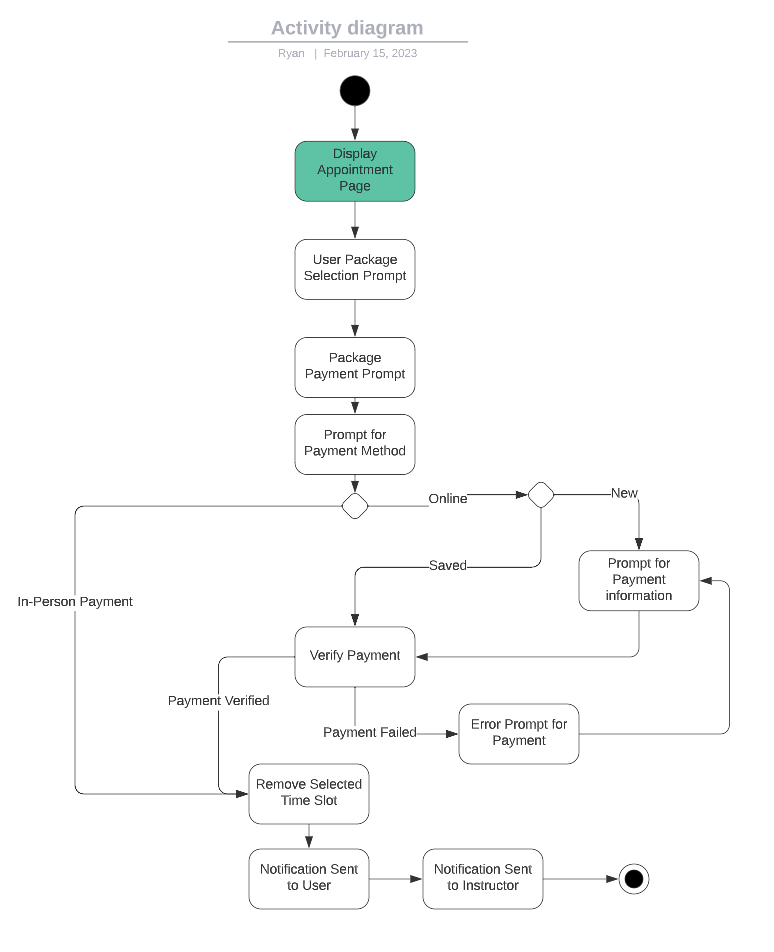 Activity diagram
Ryan | February 15, 2023
Display
Appointment
Page
User Package
Selection Prompt
Package
Payment Prompt
Prompt for
Payment Method
Online
New
Saved
Prompt for
Payment
information
In-Person Payment
Verify Payment
Payment Verified
Payment Failed
Error Prompt for
Payment
Remove Selected
Time Slot
Notification Sent
to User
Notification Sent
to Instructor